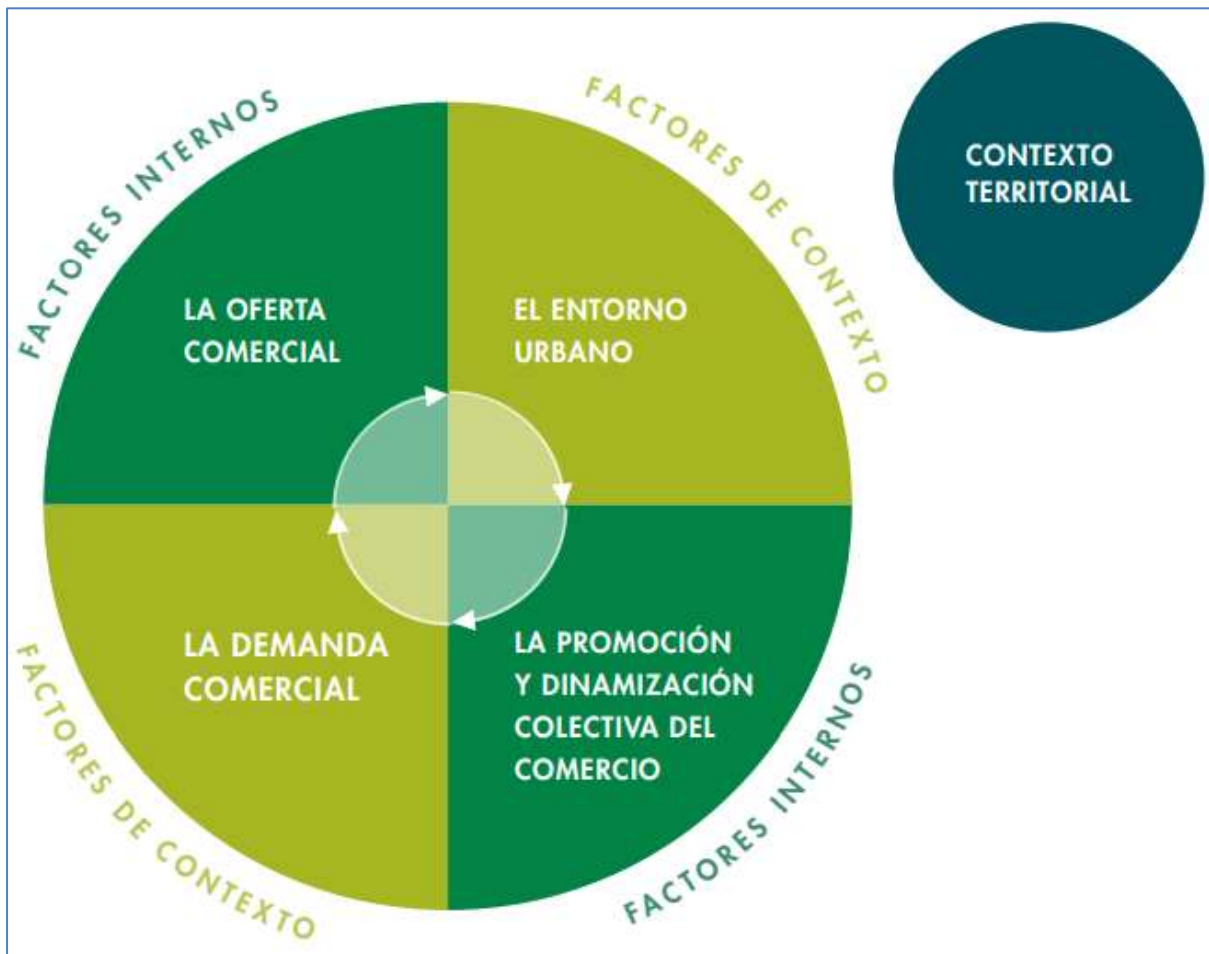 FACTORES INTERNOS
FACTORES DE CONTEXTO
CONTEXTO
TERRITORIAL
LA OFERTA
COMERCIAL
EL ENTORNO
URBANO
LA DEMANDA
COMERCIAL
LA PROMOCIÓN
Y DINAMIZACIÓN
COLECTIVA DEL
COMERCIO
FACTORES DE CONTEXTO
FACTORES INTERNOS